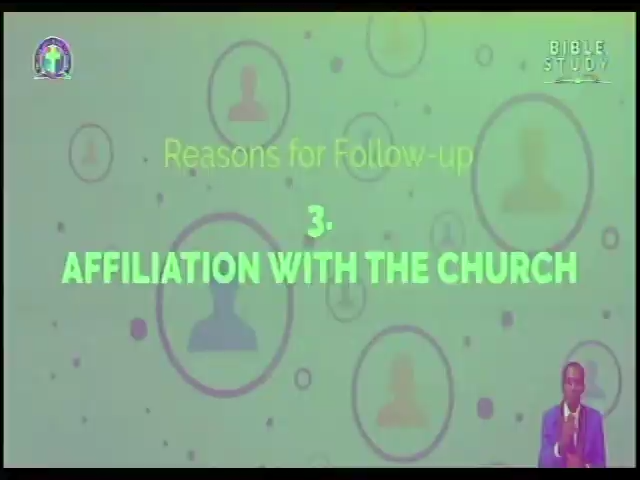 BIBLE
STUDY
Reasons for Follow-up
3.
AFFILIATION WITH THE CHURCH